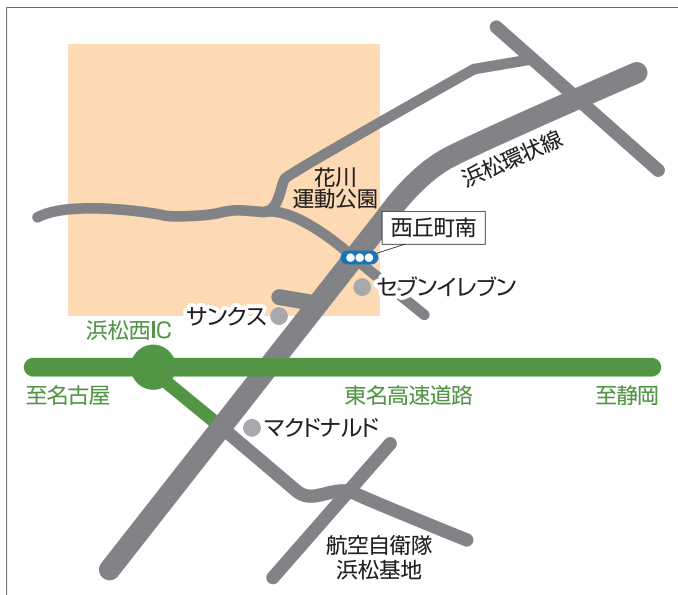 浜松環状線
花川
運動公園
西丘町南
セブンイレブン
サンクス
浜松西IC
至名古屋
東名高速道路
至静岡
マクドナルド
航空自衛隊
浜松基地